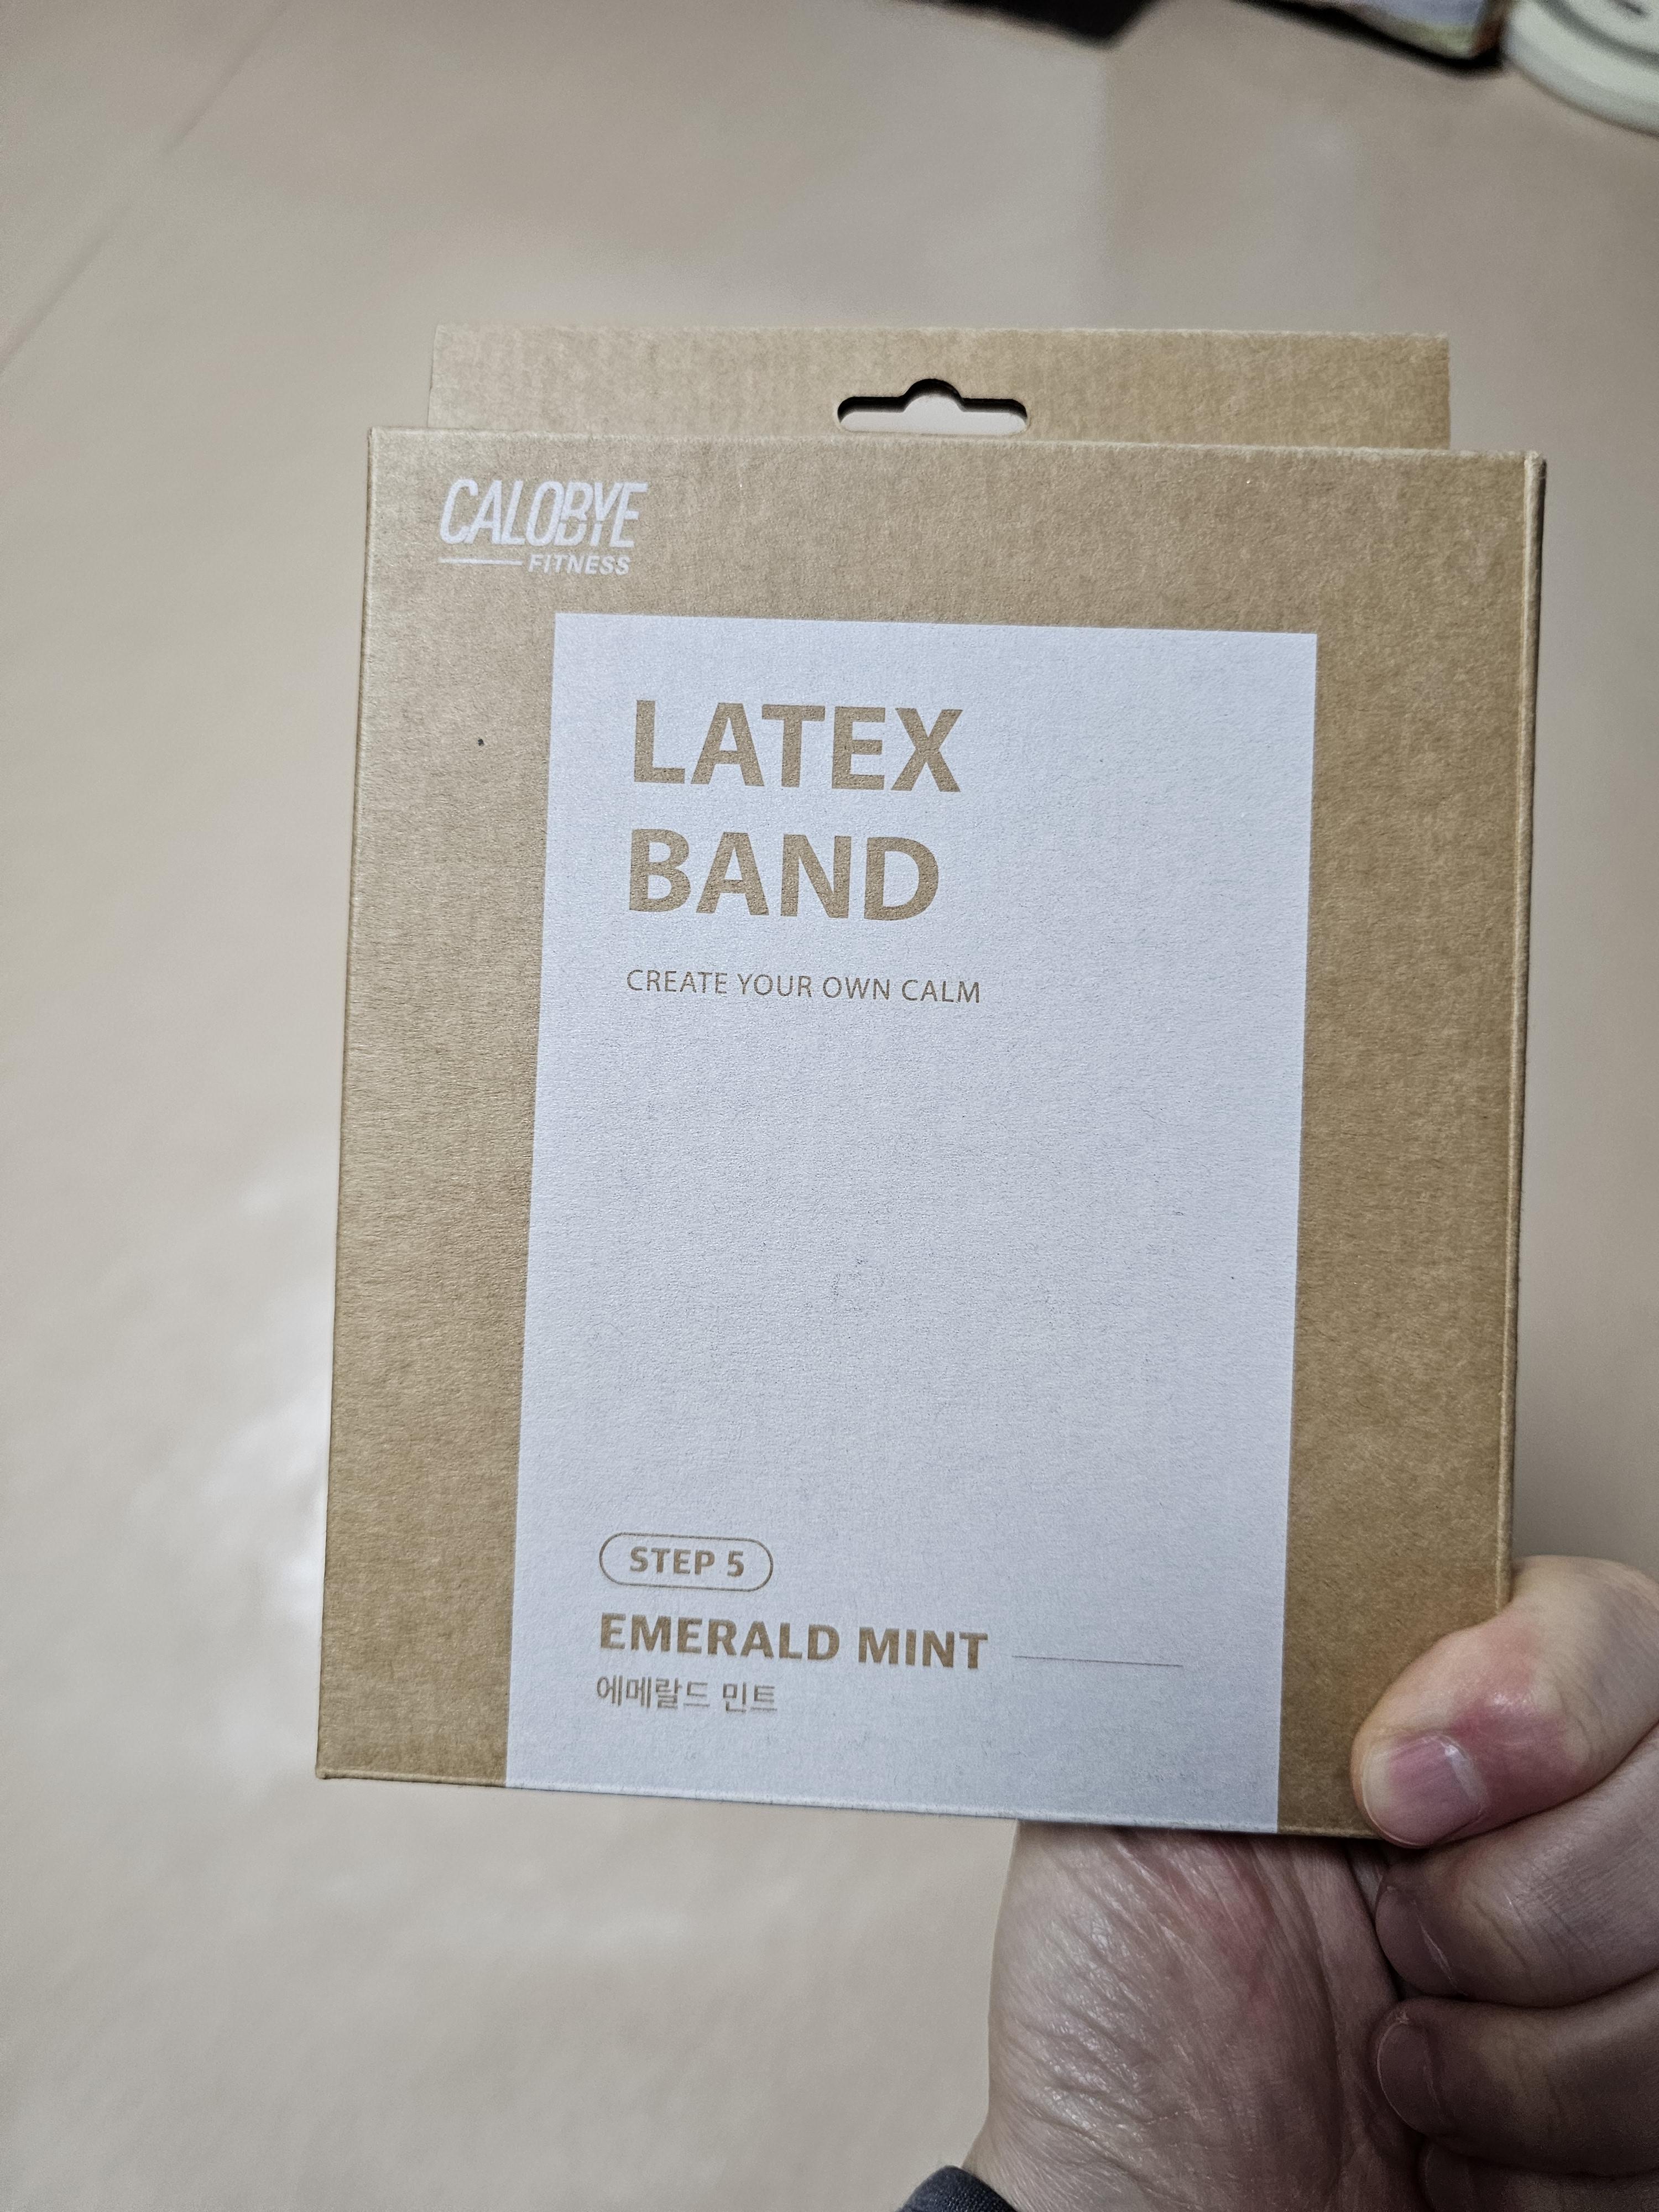 CALOBYE
FITNESS
LATEX
BAND
CREATE YOUR OWN CALM
STEP 5
EMERALD MINT
에메랄드 민트